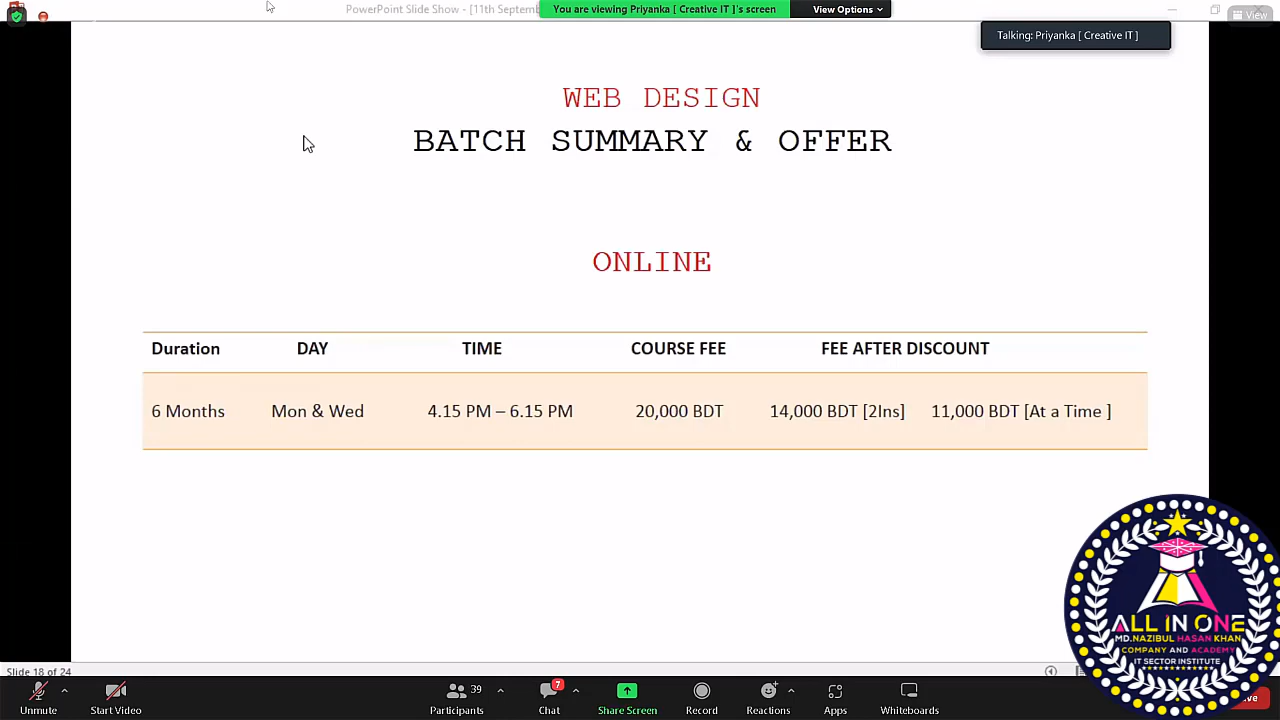 PowerPoint Slide Show - [11th Septemb
You are viewing Priyanka [ Creative IT ]'s screen
View Options
View
Talking: Priyanka [ Creative IT ]
WEB DESIGN
BATCH SUMMARY & OFFER
ONLINE
Duration DAY TIME COURSE FEE FEE AFTER DISCOUNT
6 Months Mon & Wed 4.15 PM – 6.15 PM 20,000 BDT 14,000 BDT [2Ins] 11,000 BDT [At a Time ]
ALL IN ONE
MD.NAZIBUL HASAN KHAN
COMPANY AND ACADEMY
IT SECTOR INSTITUTE
Slide 18 of 24
39
7
Unmute Start Video Participants Chat Share Screen Record Reactions Apps Whiteboards